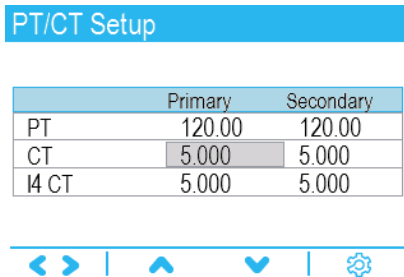 PT/CT Setup
Primary Secondary
PT 120.00 120.00
CT 5.000 5.000
I4 CT 5.000 5.000